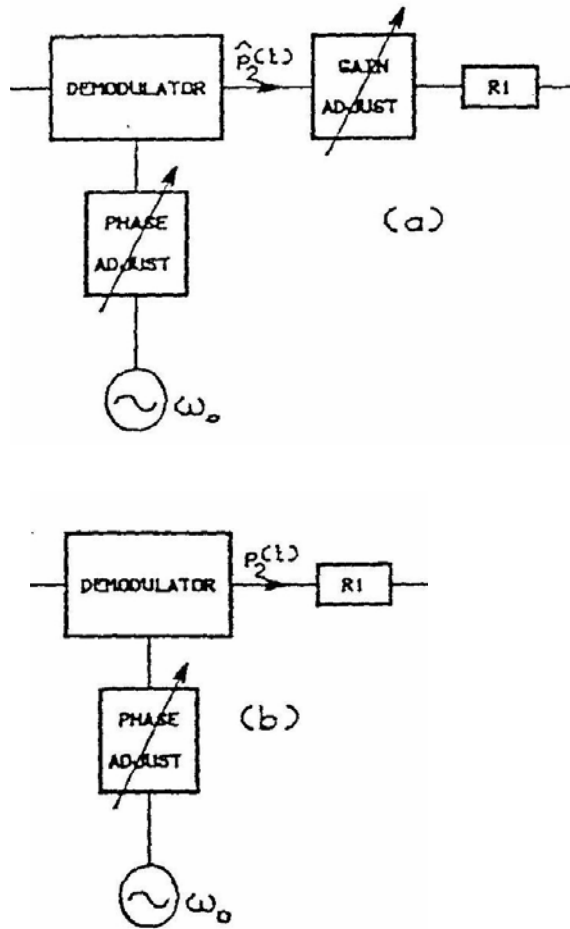 p̂₂(t)
DEMODULATOR
GAIN
ADJUST
R1
PHASE
ADJUST
(a)
ω₀
p₂(t)
DEMODULATOR
R1
PHASE
ADJUST
(b)
ω₀